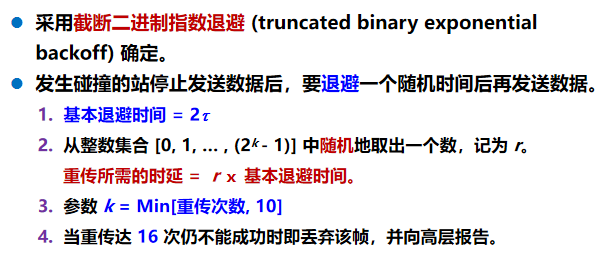 采用截断二进制指数退避 (truncated binary exponential
backoff) 确定。
发生碰撞的站停止发送数据后，要退避一个随机时间后再发送数据。
1. 基本退避时间 = 2τ
2. 从整数集合 [0, 1, … , (2ᵏ- 1)] 中随机地取出一个数，记为 r。
重传所需的时延 = r x 基本退避时间。
3. 参数 k = Min[重传次数, 10]
4. 当重传达 16 次仍不能成功时即丢弃该帧，并向高层报告。